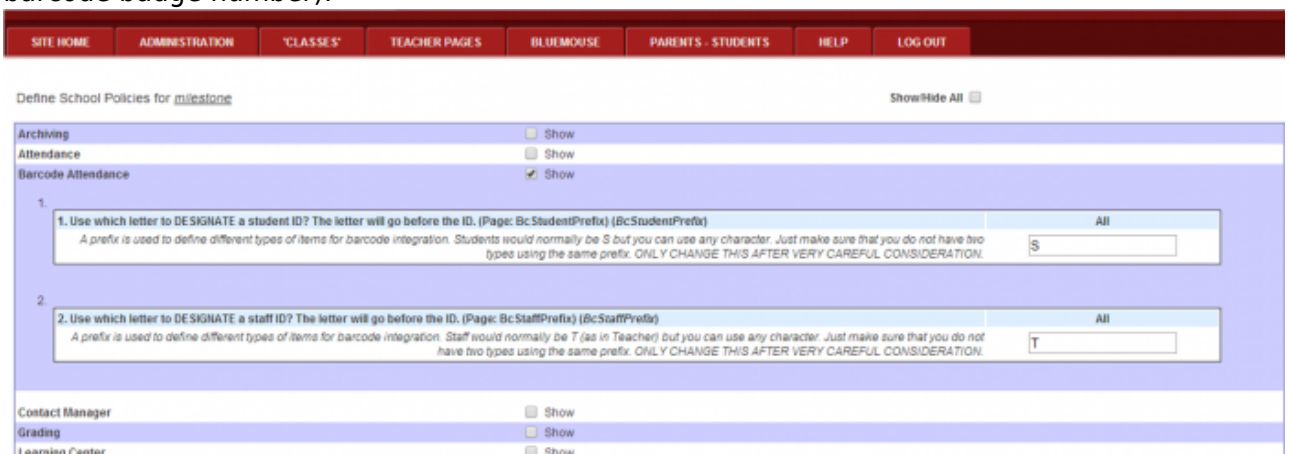 barcode badge number).
SITE HOME ADMINISTRATION 'CLASSES' TEACHER PAGES BLUEMOUSE PARENTS - STUDENTS HELP LOG OUT
Define School Policies for milestone Show/Hide All
Archiving Show
Attendance Show
Barcode Attendance Show
1.
1. Use which letter to DESIGNATE a student ID? The letter will go before the ID. (Page: BcStudentPrefix) (BcStudentPrefix) All
A prefix is used to define different types of items for barcode integration. Students would normally be S but you can use any character. Just make sure that you do not have two
types using the same prefix. ONLY CHANGE THIS AFTER VERY CAREFUL CONSIDERATION.
S
2.
2. Use which letter to DESIGNATE a staff ID? The letter will go before the ID. (Page: BcStaffPrefix) (BcStaffPrefix) All
A prefix is used to define different types of items for barcode integration. Staff would normally be T (as in Teacher) but you can use any character. Just make sure that you do not
have two types using the same prefix. ONLY CHANGE THIS AFTER VERY CAREFUL CONSIDERATION.
T
Contact Manager Show
Grading Show
Learning Center Show